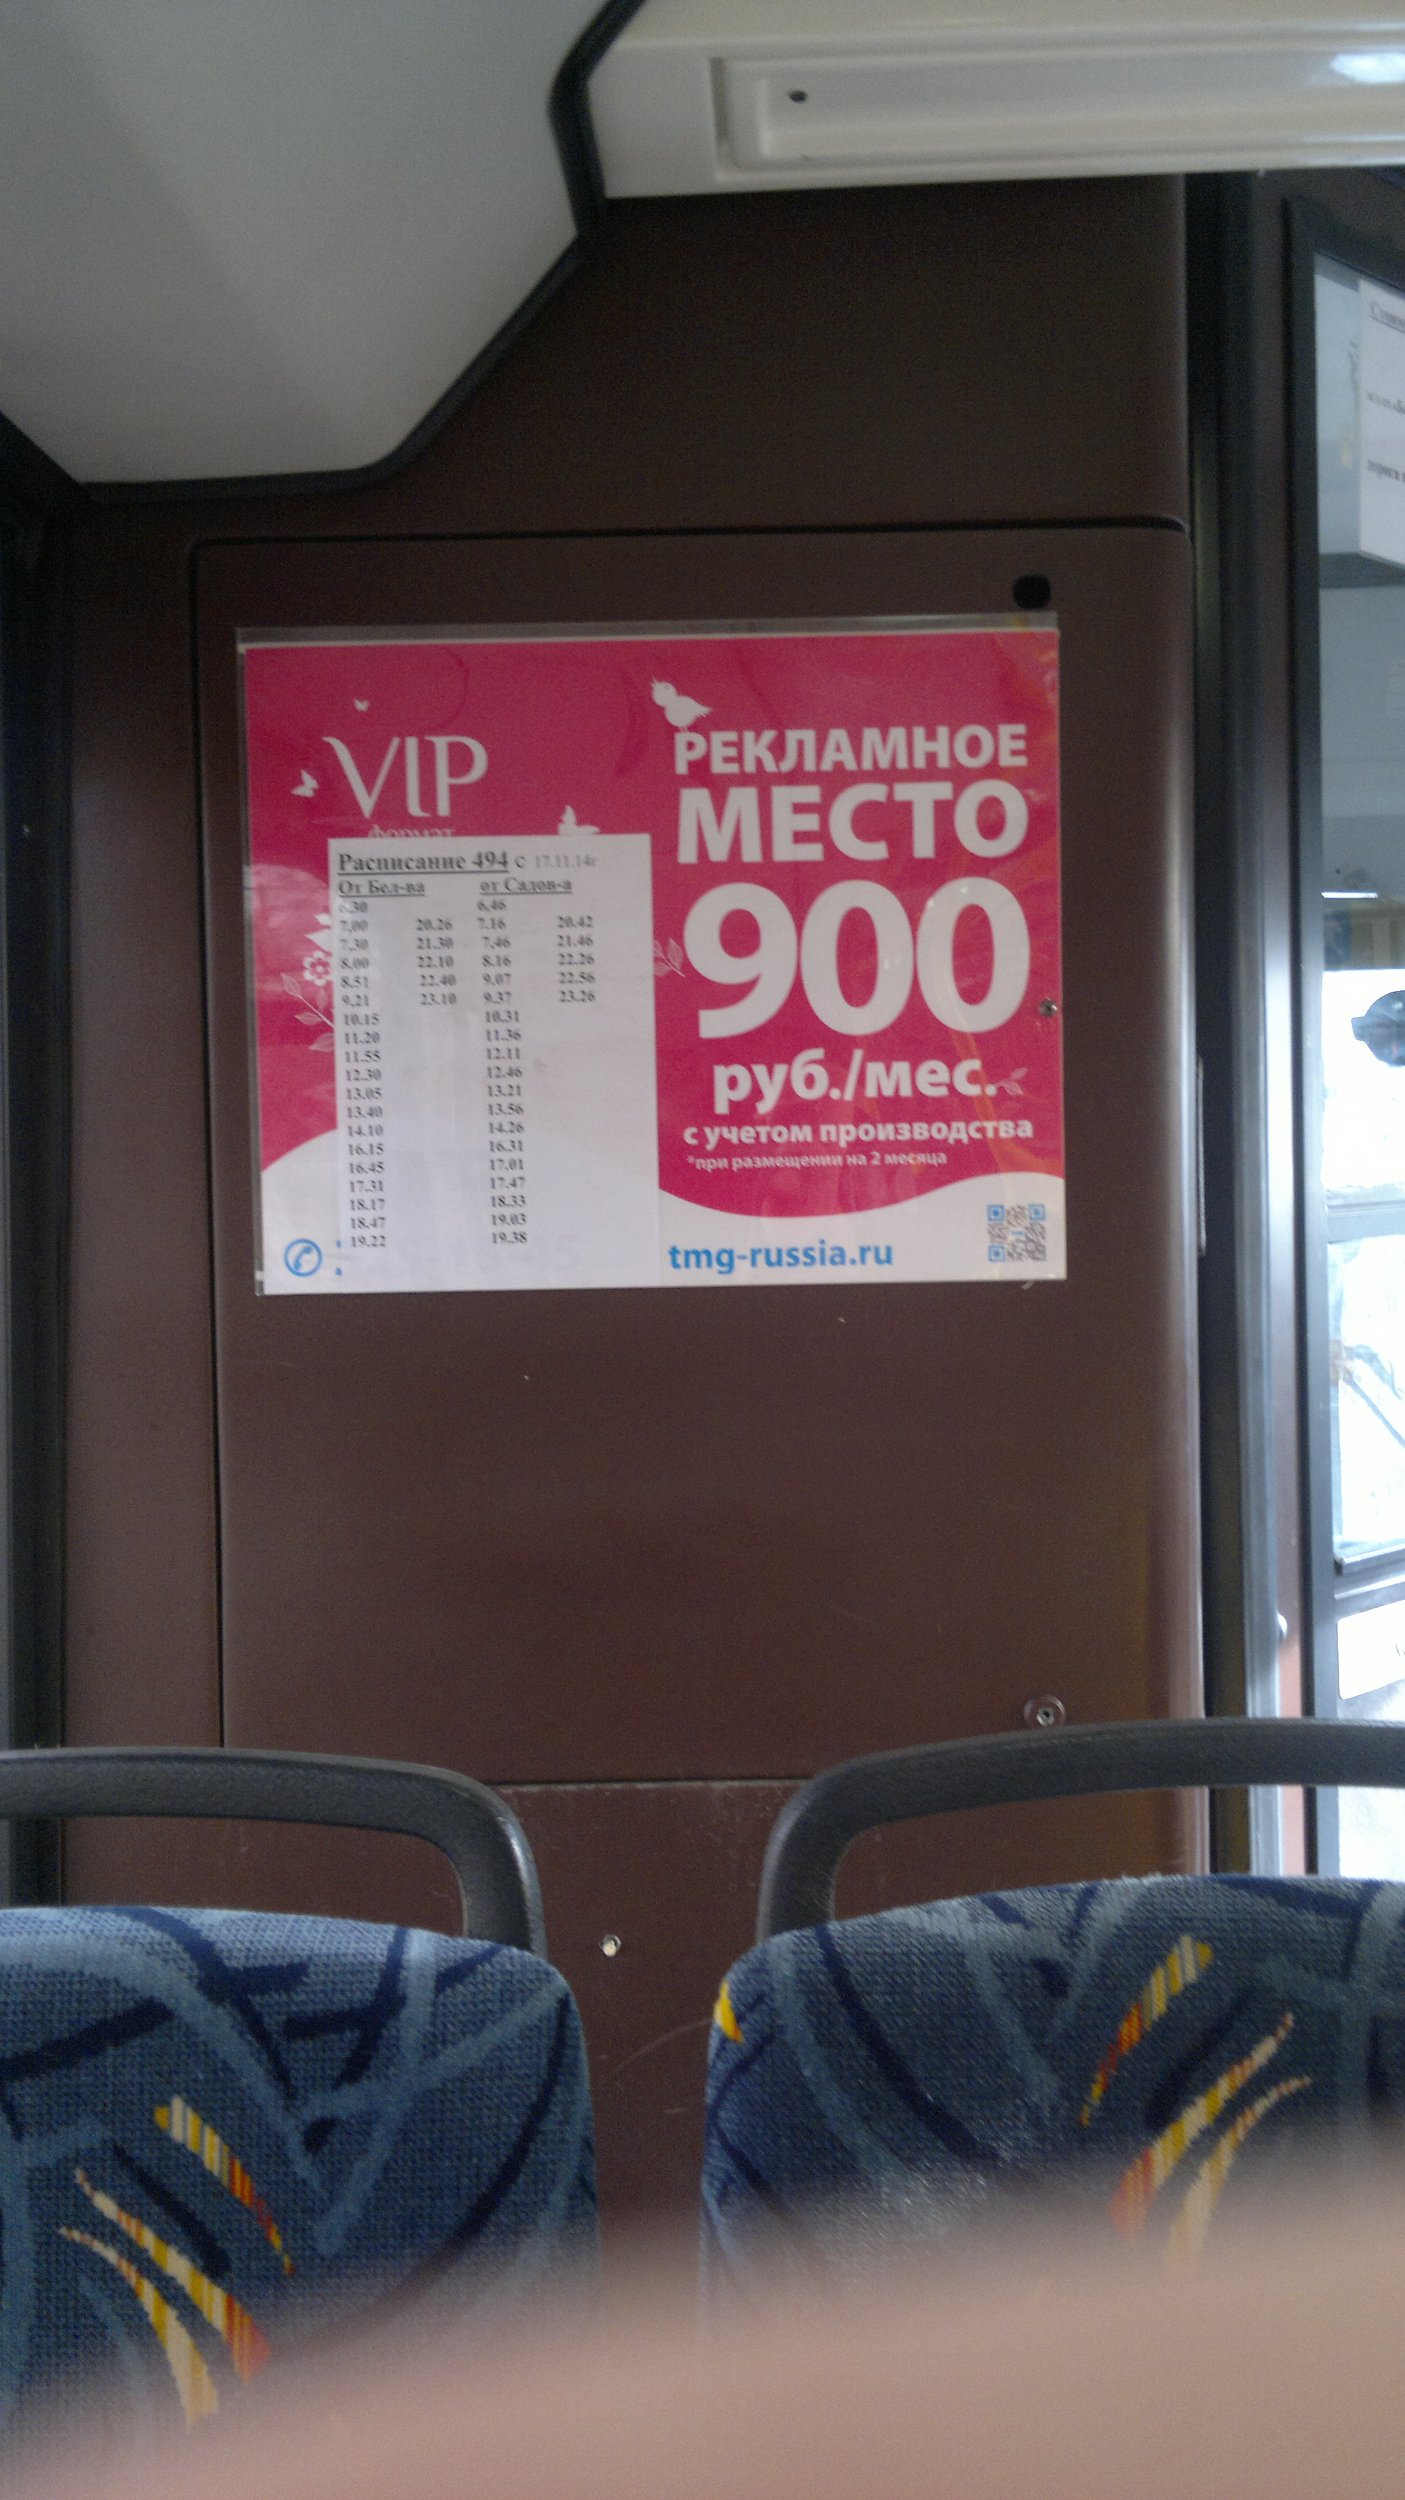 VIP
формат
РЕКЛАМНОЕ
МЕСТО
900
руб./мес.
с учетом производства
*при размещении на 2 месяца
tmg-russia.ru
Расписание 494 с 17.11.14г
От Бел-ва от Садов-а
6,30 6,46
7,00 20.26 7.16 20.42
7,30 21.30 7,46 21.46
8,00 22.10 8.16 22.26
8,51 22.40 9,07 22.56
9,21 23.10 9.37 23.26
10.15 10.31
11.20 11.36
11.55 12.11
12.30 12.46
13.05 13.21
13.40 13.56
14.10 14.26
16.15 16.31
16.45 17.01
17.31 17.47
18.17 18.33
18.47 19.03
19.22 19.38